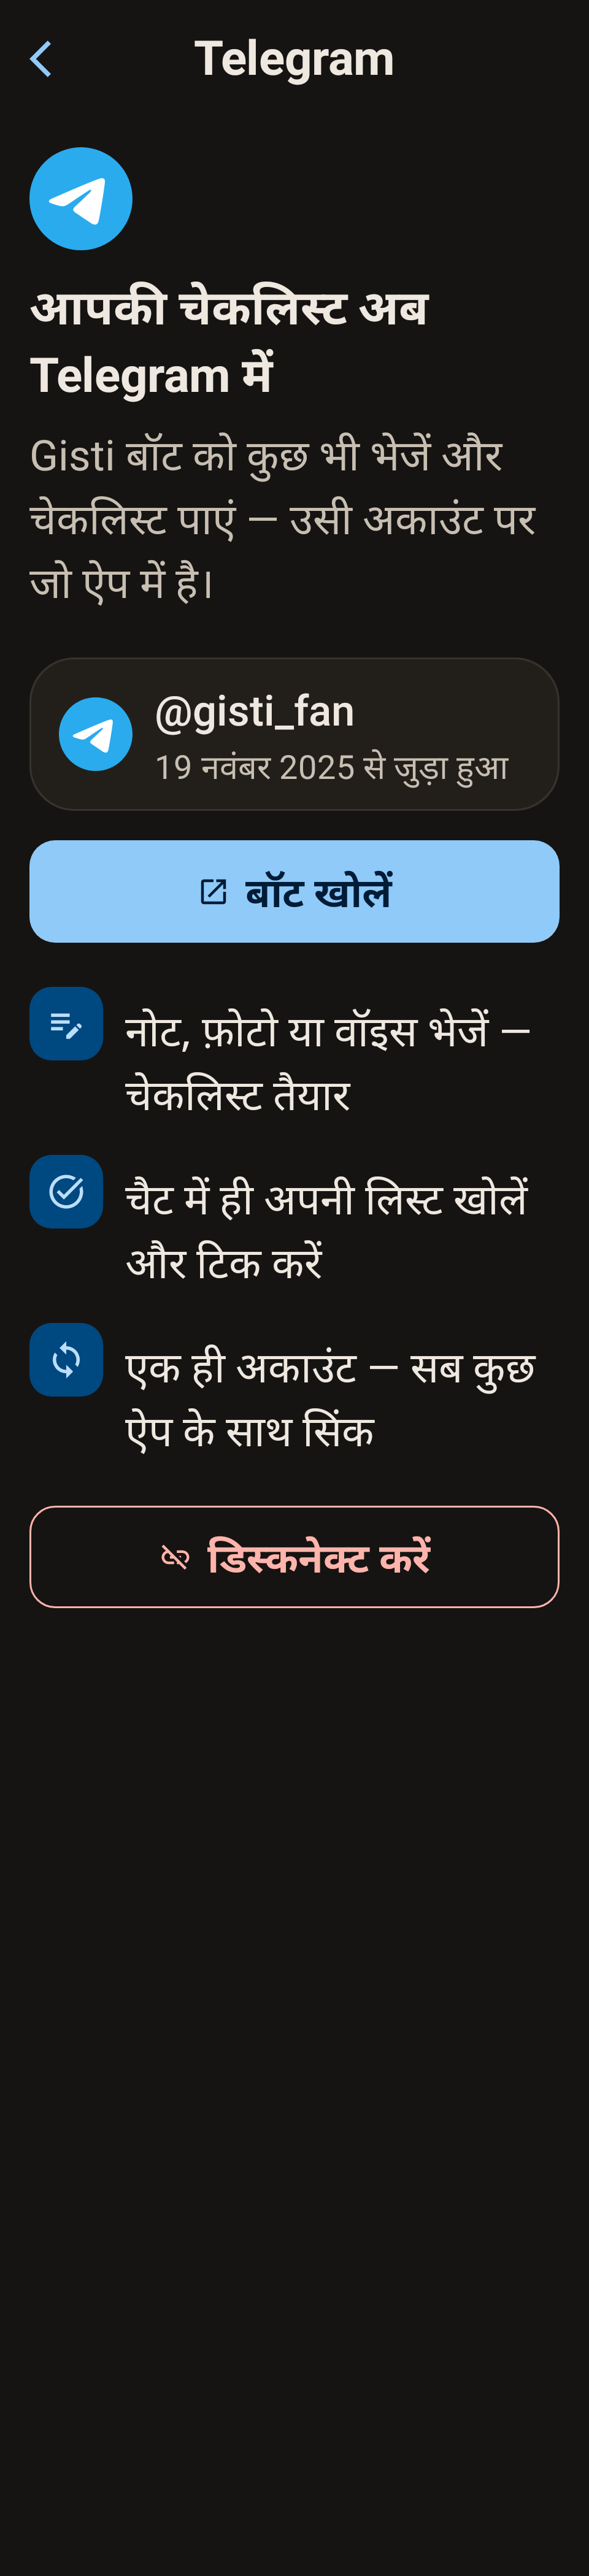 Telegram
आपकी चेकलिस्ट अब
Telegram में
Gisti बॉट को कुछ भी भेजें और
चेकलिस्ट पाएं — उसी अकाउंट पर
जो ऐप में है।
@gisti_fan
19 नवंबर 2025 से जुड़ा हुआ
बॉट खोलें
नोट, फ़ोटो या वॉइस भेजें —
चेकलिस्ट तैयार
चैट में ही अपनी लिस्ट खोलें
और टिक करें
एक ही अकाउंट — सब कुछ
ऐप के साथ सिंक
डिस्कनेक्ट करें